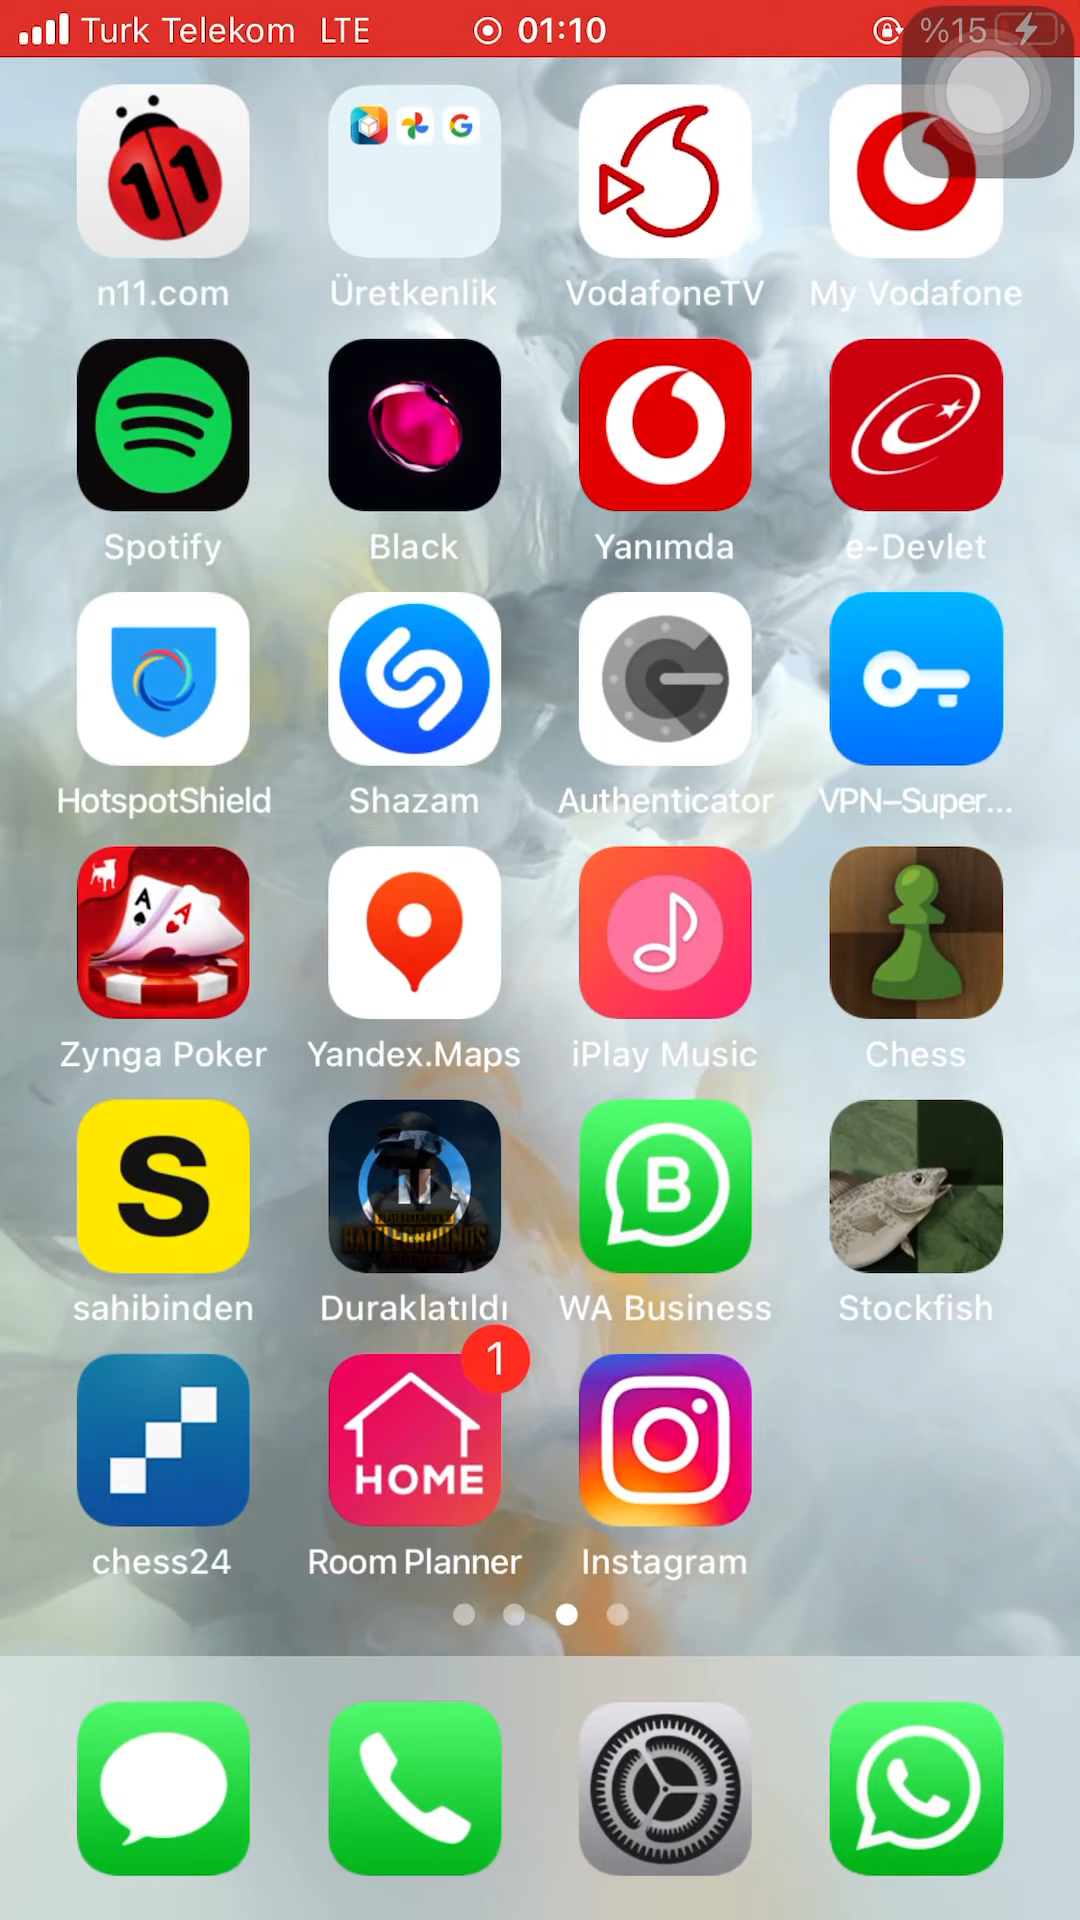 Turk Telekom LTE 01:10 %15
11
n11.com Üretkenlik VodafoneTV My Vodafone
Spotify Black Yanımda e-Devlet
HotspotShield Shazam Authenticator VPN–Super...
A A
Zynga Poker Yandex.Maps iPlay Music Chess
S
BATTLEGROUNDS
B
sahibinden Duraklatıldı WA Business Stockfish
1
HOME
chess24 Room Planner Instagram